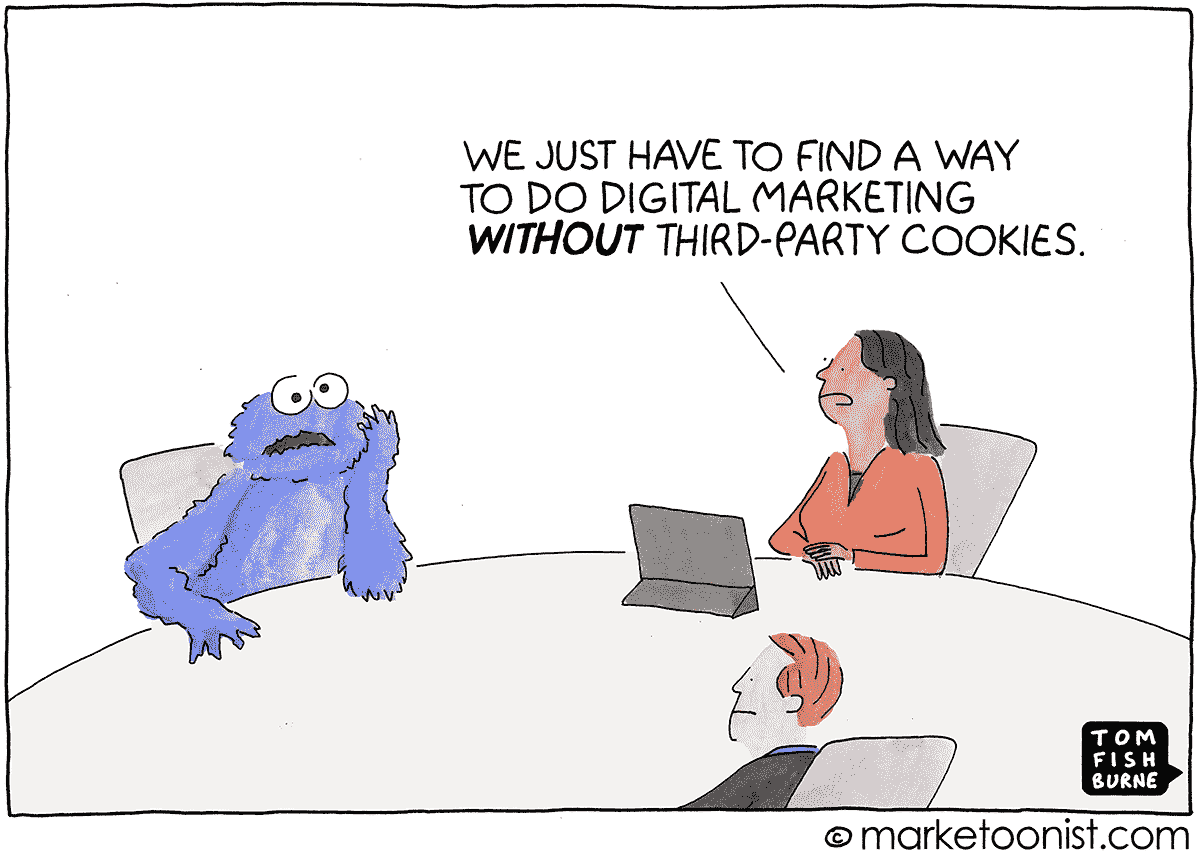 WE JUST HAVE TO FIND A WAY
TO DO DIGITAL MARKETING
WITHOUT THIRD-PARTY COOKIES.
TOM
FISH
BURNE
© marketoonist.com